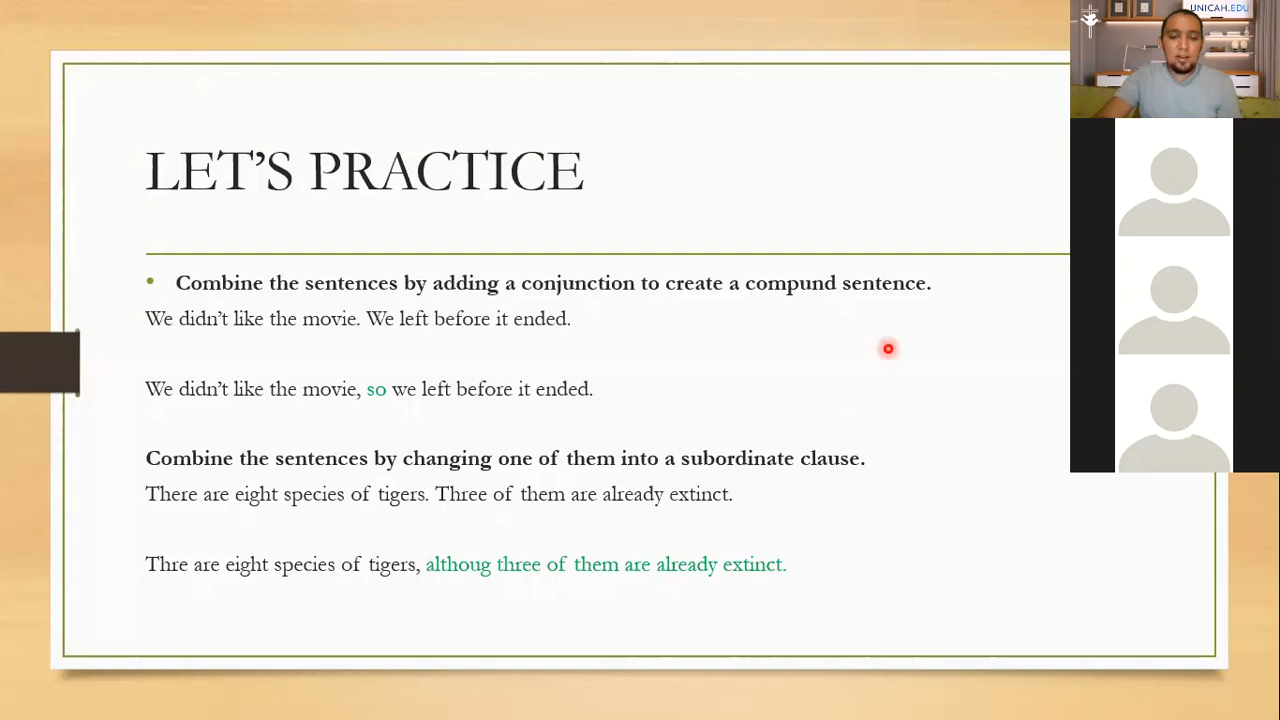 UNICAH.EDU
LET'S PRACTICE
• Combine the sentences by adding a conjunction to create a compund sentence.
We didn't like the movie. We left before it ended.
We didn't like the movie, so we left before it ended.
Combine the sentences by changing one of them into a subordinate clause.
There are eight species of tigers. Three of them are already extinct.
Thre are eight species of tigers, althoug three of them are already extinct.